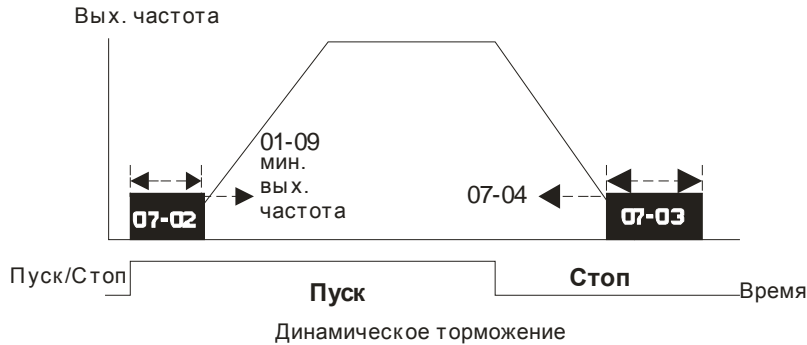 Вых. частота
01-09
мин.
вых.
частота
07-02
07-04
07-03
Пуск/Стоп
Пуск
Стоп
Время
Динамическое торможение